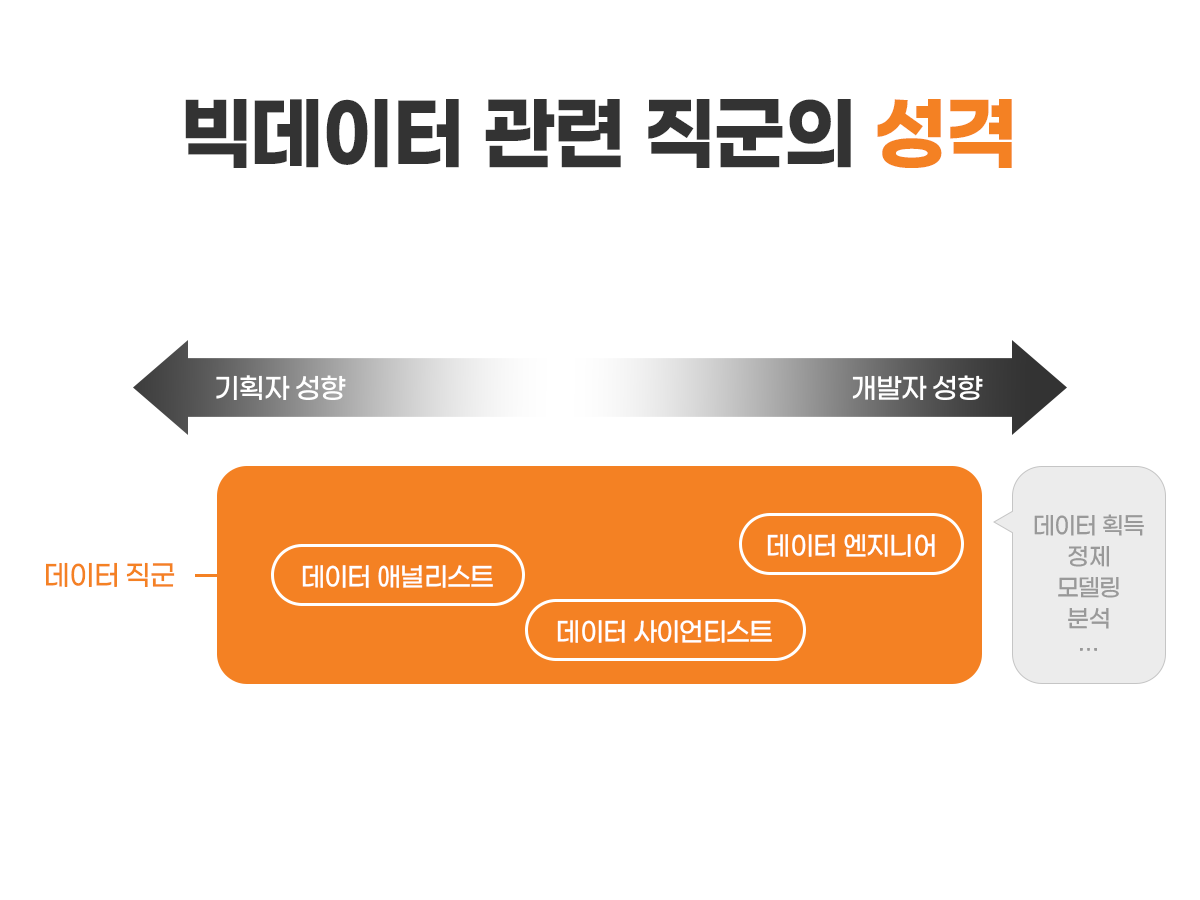 빅데이터 관련 직군의 성격
기획자 성향
개발자 성향
데이터 직군
데이터 애널리스트
데이터 엔지니어
데이터 사이언티스트
데이터 획득
정제
모델링
분석
...